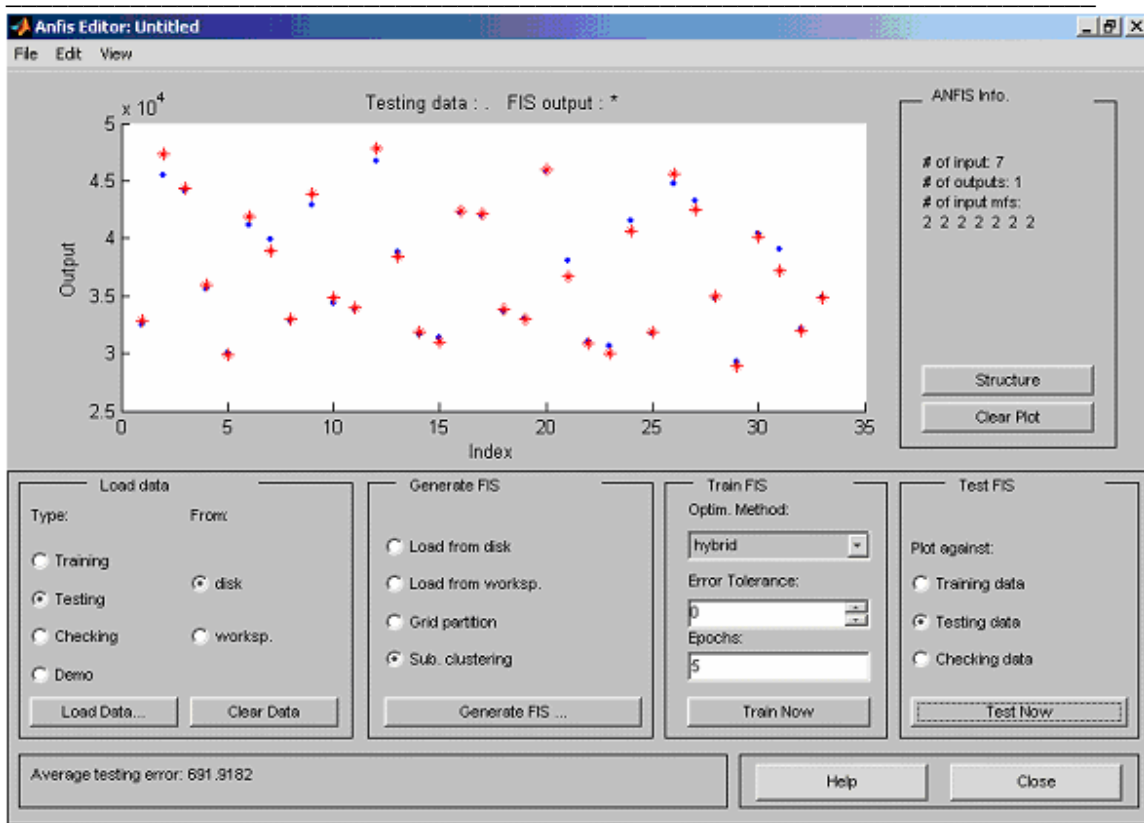 Anfis Editor: Untitled
File Edit View
Testing data : . FIS output : *
x 10^4
5
4.5
4
3.5
3
2.5
Output
0 5 10 15 20 25 30 35
Index
ANFIS Info.
# of input: 7
# of outputs: 1
# of input mfs:
2 2 2 2 2 2 2
Structure
Clear Plot
Load data
Type: From:
Training
Testing
Checking
Demo
disk
worksp.
Load Data... Clear Data
Generate FIS
Load from disk
Load from worksp.
Grid partition
Sub. clustering
Generate FIS ...
Train FIS
Optim. Method:
hybrid
Error Tolerance:
0
Epochs:
5
Train Now
Test FIS
Plot against:
Training data
Testing data
Checking data
Test Now
Average testing error: 691.9182
Help Close